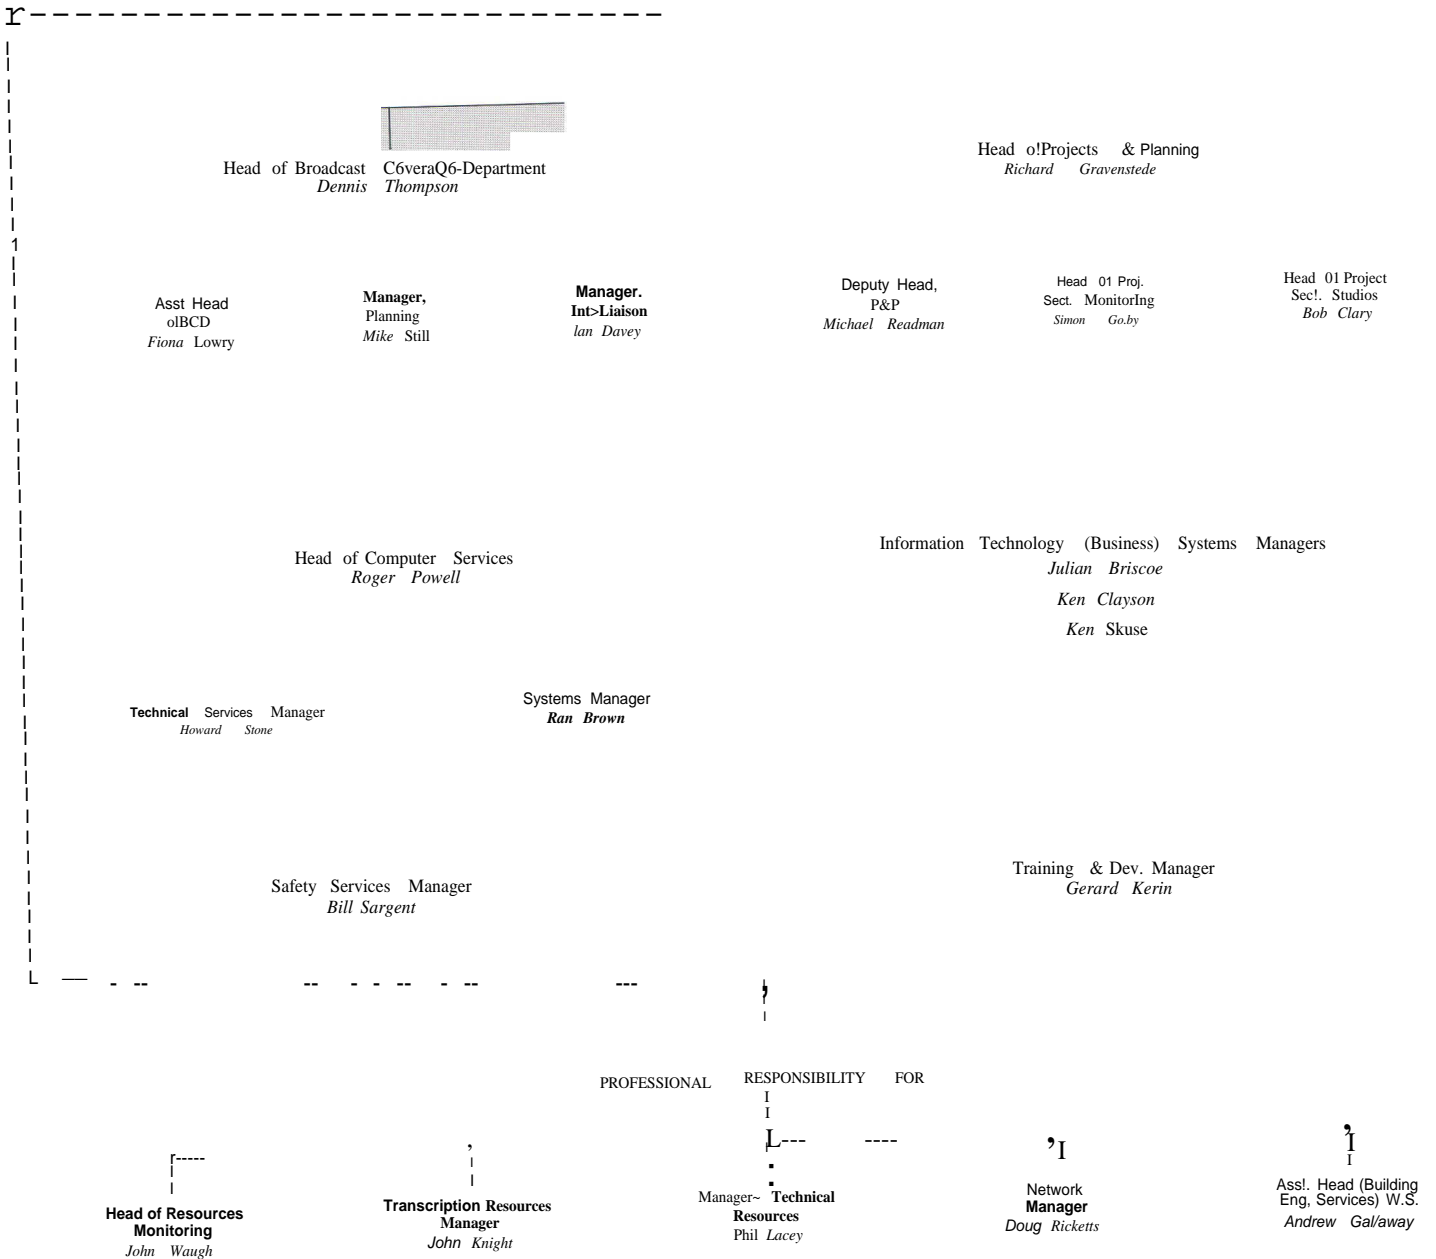 Head of Broadcast C6veraQ6-Department
Dennis Thompson
Head o!Projects & Planning
Richard Gravenstede
Asst Head
olBCD
Fiona Lowry
Manager,
Planning
Mike Still
Manager.
Int>Liaison
lan Davey
Deputy Head,
P&P
Michael Readman
Head 01 Proj.
Sect. MonitorIng
Simon Go.by
Head 01 Project
Sec!. Studios
Bob Clary
Head of Computer Services
Roger Powell
Information Technology (Business) Systems Managers
Julian Briscoe
Ken Clayson
Ken Skuse
Technical Services Manager
Howard Stone
Systems Manager
Ran Brown
Safety Services Manager
Bill Sargent
Training & Dev. Manager
Gerard Kerin
PROFESSIONAL RESPONSIBILITY FOR
Head of Resources
Monitoring
John Waugh
Transcription Resources
Manager
John Knight
Manager~ Technical
Resources
Phil Lacey
Network
Manager
Doug Ricketts
Ass!. Head (Building
Eng, Services) W.S.
Andrew Gal/away